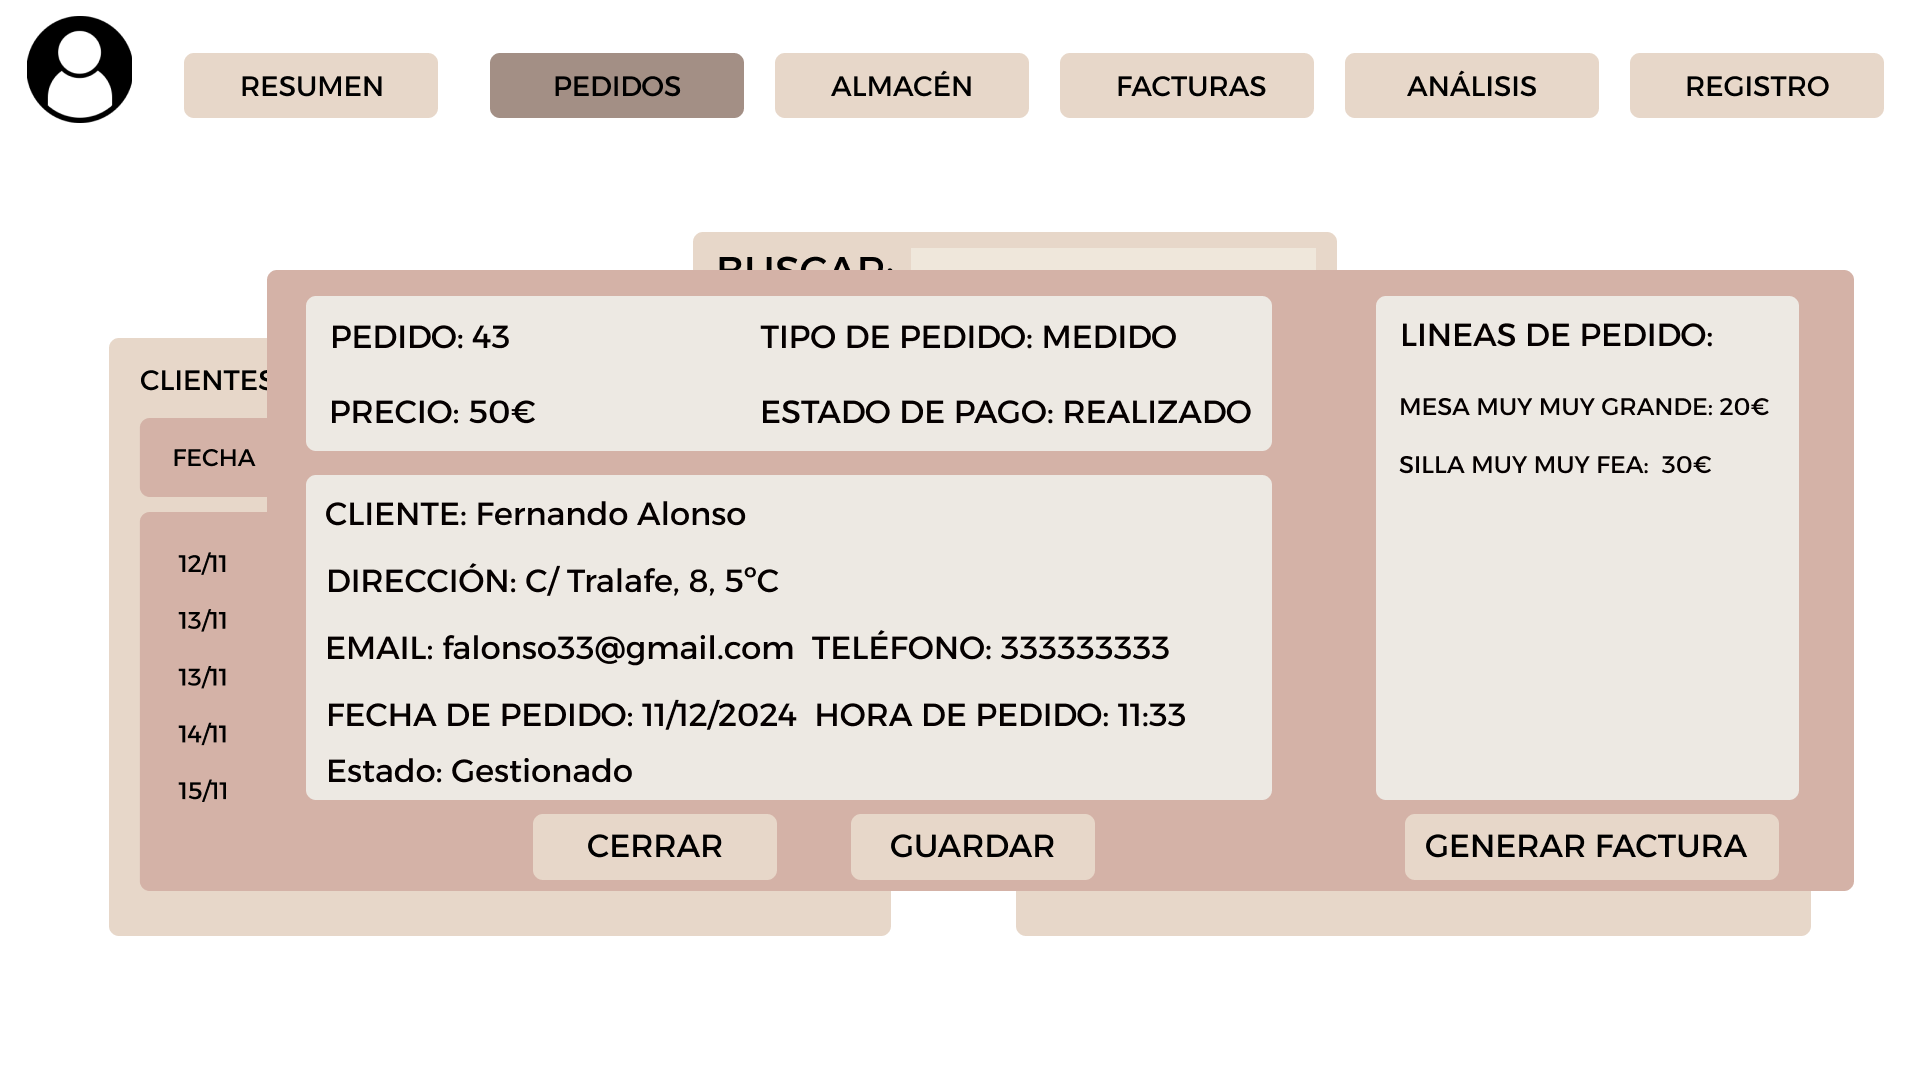 RESUMEN
PEDIDOS
ALMACÉN
FACTURAS
ANÁLISIS
REGISTRO
BUSCAR:
CLIENTES
FECHA
12/11
13/11
13/11
14/11
15/11
PEDIDO: 43
TIPO DE PEDIDO: MEDIDO
PRECIO: 50€
ESTADO DE PAGO: REALIZADO
CLIENTE: Fernando Alonso
DIRECCIÓN: C/ Tralafe, 8, 5ºC
EMAIL: falonso33@gmail.com TELÉFONO: 333333333
FECHA DE PEDIDO: 11/12/2024 HORA DE PEDIDO: 11:33
Estado: Gestionado
LINEAS DE PEDIDO:
MESA MUY MUY GRANDE: 20€
SILLA MUY MUY FEA: 30€
CERRAR
GUARDAR
GENERAR FACTURA